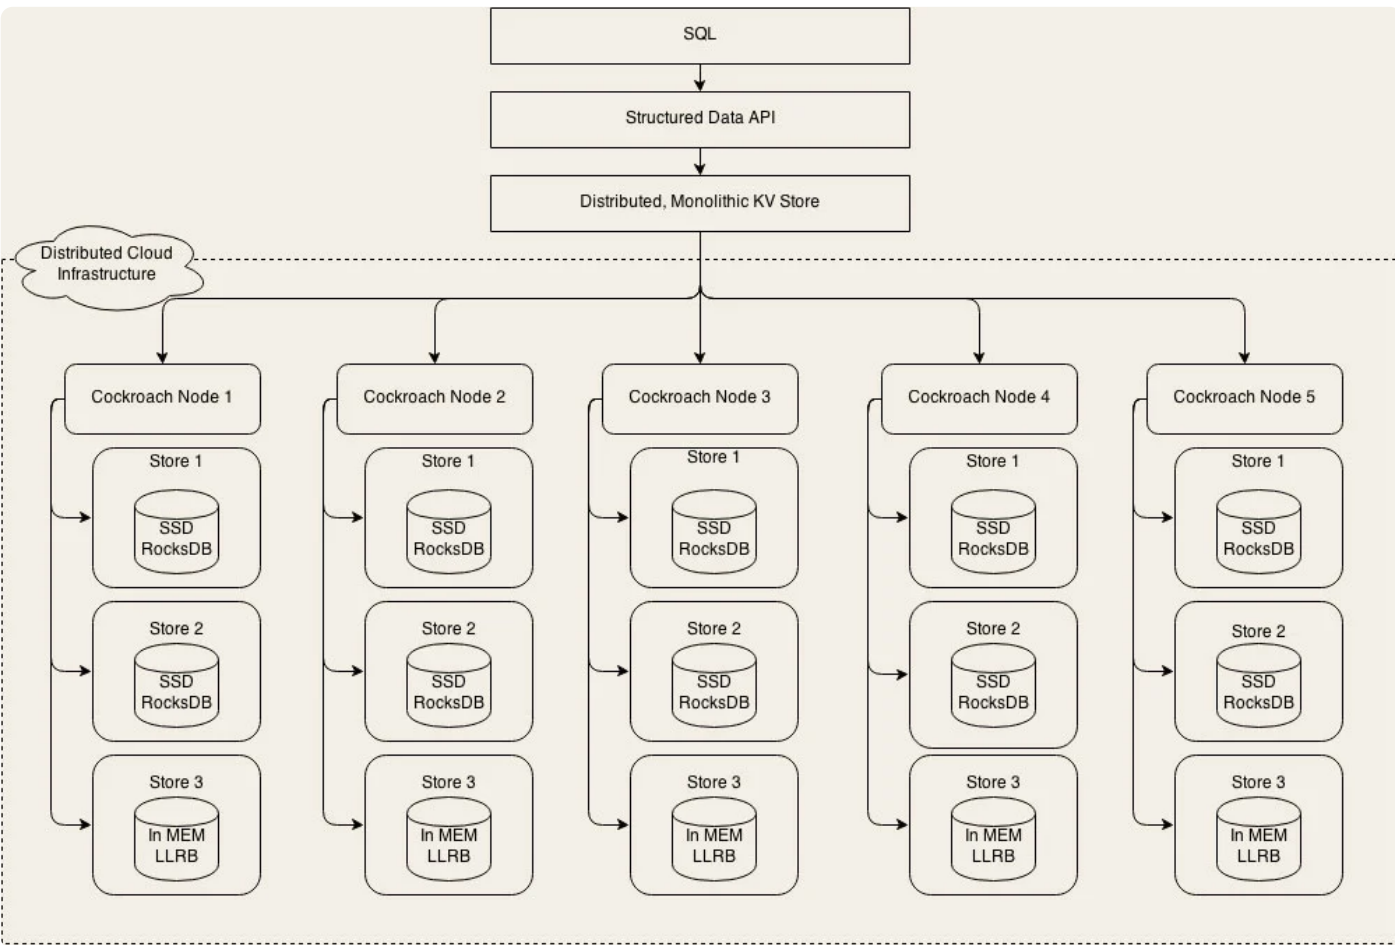 SQL
Structured Data API
Distributed, Monolithic KV Store
Distributed Cloud
Infrastructure
Cockroach Node 1
Store 1
SSD
RocksDB
Store 2
SSD
RocksDB
Store 3
In MEM
LLRB
Cockroach Node 2
Store 1
SSD
RocksDB
Store 2
SSD
RocksDB
Store 3
In MEM
LLRB
Cockroach Node 3
Store 1
SSD
RocksDB
Store 2
SSD
RocksDB
Store 3
In MEM
LLRB
Cockroach Node 4
Store 1
SSD
RocksDB
Store 2
SSD
RocksDB
Store 3
In MEM
LLRB
Cockroach Node 5
Store 1
SSD
RocksDB
Store 2
SSD
RocksDB
Store 3
In MEM
LLRB